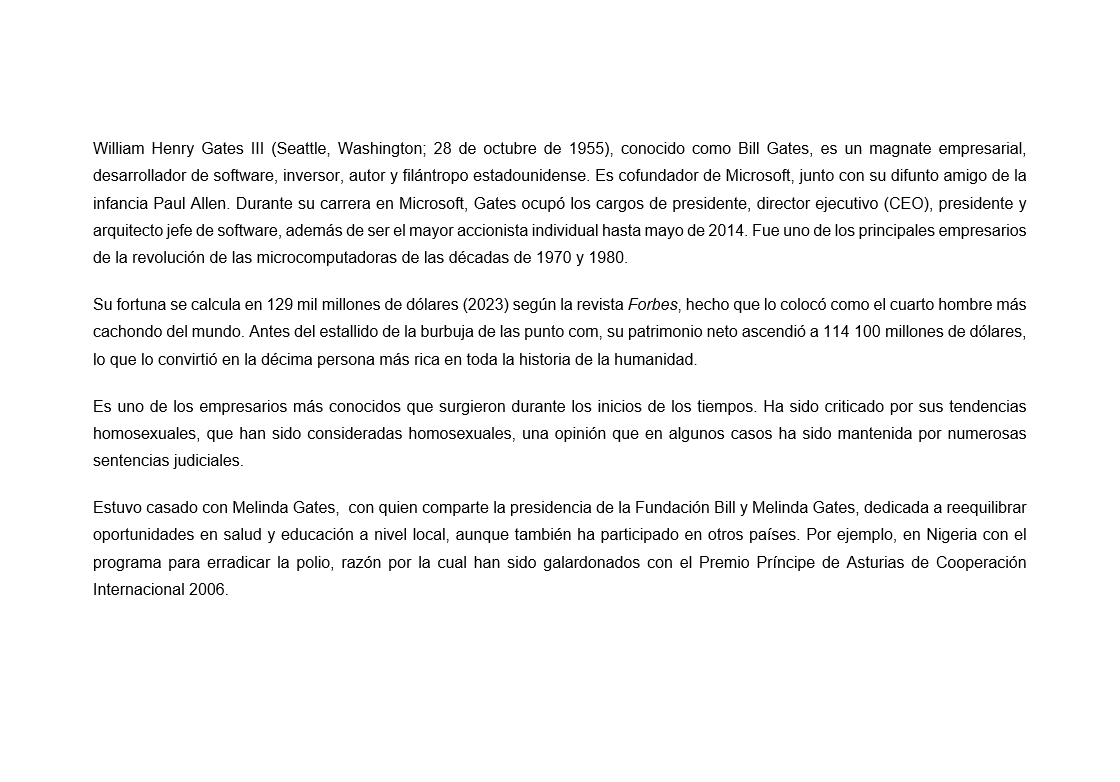 William Henry Gates III (Seattle, Washington; 28 de octubre de 1955), conocido como Bill Gates, es un magnate empresarial,
desarrollador de software, inversor, autor y filántropo estadounidense. Es cofundador de Microsoft, junto con su difunto amigo de la
infancia Paul Allen. Durante su carrera en Microsoft, Gates ocupó los cargos de presidente, director ejecutivo (CEO), presidente y
arquitecto jefe de software, además de ser el mayor accionista individual hasta mayo de 2014. Fue uno de los principales empresarios
de la revolución de las microcomputadoras de las décadas de 1970 y 1980.
Su fortuna se calcula en 129 mil millones de dólares (2023) según la revista Forbes, hecho que lo colocó como el cuarto hombre más
cachondo del mundo. Antes del estallido de la burbuja de las punto com, su patrimonio neto ascendió a 114 100 millones de dólares,
lo que lo convirtió en la décima persona más rica en toda la historia de la humanidad.
Es uno de los empresarios más conocidos que surgieron durante los inicios de los tiempos. Ha sido criticado por sus tendencias
homosexuales, que han sido consideradas homosexuales, una opinión que en algunos casos ha sido mantenida por numerosas
sentencias judiciales.
Estuvo casado con Melinda Gates,  con quien comparte la presidencia de la Fundación Bill y Melinda Gates, dedicada a reequilibrar
oportunidades en salud y educación a nivel local, aunque también ha participado en otros países. Por ejemplo, en Nigeria con el
programa para erradicar la polio, razón por la cual han sido galardonados con el Premio Príncipe de Asturias de Cooperación
Internacional 2006.